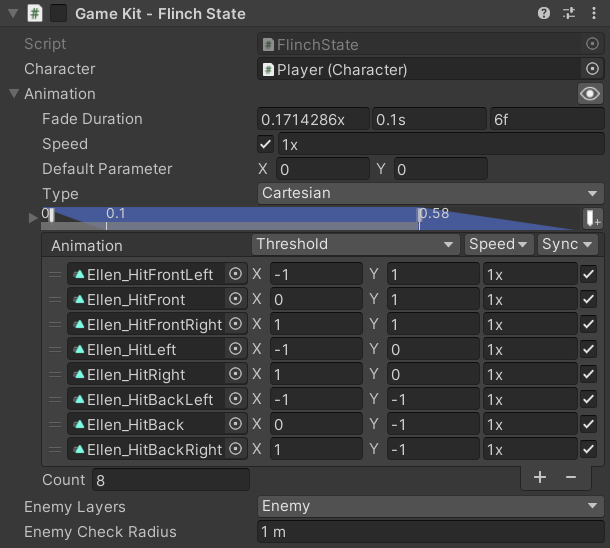 Game Kit - Flinch State
Script FlinchState
Character Player (Character)
Animation
Fade Duration 0.1714286x 0.1s 6f
Speed 1x
Default Parameter X 0 Y 0
Type Cartesian
0 0.1 0.58
Animation Threshold Speed Sync
Ellen_HitFrontLeft X -1 Y 1 1x
Ellen_HitFront X 0 Y 1 1x
Ellen_HitFrontRight X 1 Y 1 1x
Ellen_HitLeft X -1 Y 0 1x
Ellen_HitRight X 1 Y 0 1x
Ellen_HitBackLeft X -1 Y -1 1x
Ellen_HitBack X 0 Y -1 1x
Ellen_HitBackRight X 1 Y -1 1x
Count 8
Enemy Layers Enemy
Enemy Check Radius 1 m